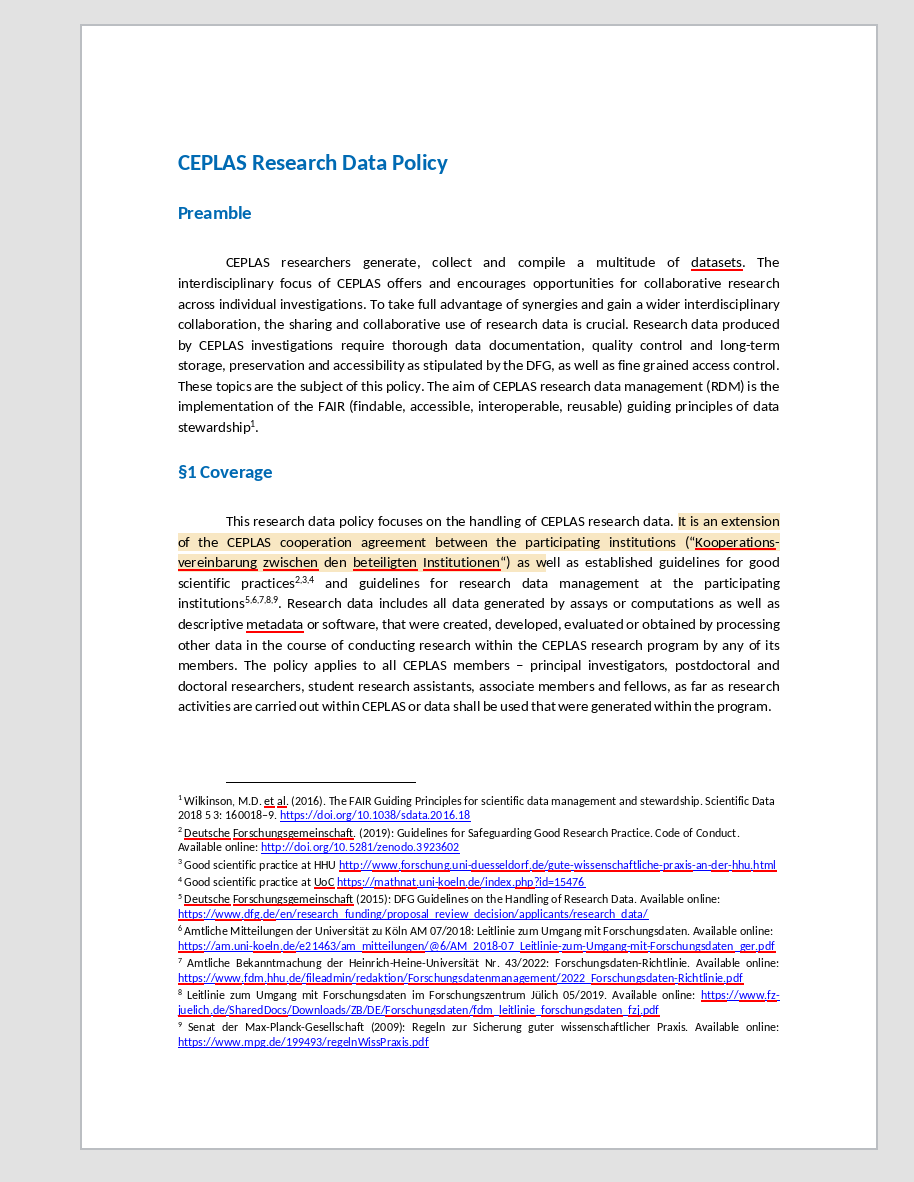 CEPLAS Research Data Policy
Preamble
CEPLAS researchers generate, collect and compile a multitude of datasets. The
interdisciplinary focus of CEPLAS offers and encourages opportunities for collaborative research
across individual investigations. To take full advantage of synergies and gain a wider interdisciplinary
collaboration, the sharing and collaborative use of research data is crucial. Research data produced
by CEPLAS investigations require thorough data documentation, quality control and long-term
storage, preservation and accessibility as stipulated by the DFG, as well as fine grained access control.
These topics are the subject of this policy. The aim of CEPLAS research data management (RDM) is the
implementation of the FAIR (findable, accessible, interoperable, reusable) guiding principles of data
stewardship1.
§1 Coverage
This research data policy focuses on the handling of CEPLAS research data. It is an extension
of the CEPLAS cooperation agreement between the participating institutions (“Kooperations-
vereinbarung zwischen den beteiligten Institutionen“) as well as established guidelines for good
scientific practices2,3,4 and guidelines for research data management at the participating
institutions5,6,7,8,9. Research data includes all data generated by assays or computations as well as
descriptive metadata or software, that were created, developed, evaluated or obtained by processing
other data in the course of conducting research within the CEPLAS research program by any of its
members. The policy applies to all CEPLAS members – principal investigators, postdoctoral and
doctoral researchers, student research assistants, associate members and fellows, as far as research
activities are carried out within CEPLAS or data shall be used that were generated within the program.
1 Wilkinson, M.D. et al. (2016). The FAIR Guiding Principles for scientific data management and stewardship. Scientific Data
2018 5 3: 160018–9. https://doi.org/10.1038/sdata.2016.18
2 Deutsche Forschungsgemeinschaft. (2019): Guidelines for Safeguarding Good Research Practice. Code of Conduct.
Available online: http://doi.org/10.5281/zenodo.3923602
3 Good scientific practice at HHU http://www.forschung.uni-duesseldorf.de/gute-wissenschaftliche-praxis-an-der-hhu.html
4 Good scientific practice at UoC https://mathnat.uni-koeln.de/index.php?id=15476
5 Deutsche Forschungsgemeinschaft (2015): DFG Guidelines on the Handling of Research Data. Available online:
https://www.dfg.de/en/research_funding/proposal_review_decision/applicants/research_data/
6 Amtliche Mitteilungen der Universität zu Köln AM 07/2018: Leitlinie zum Umgang mit Forschungsdaten. Available online:
https://am.uni-koeln.de/e21463/am_mitteilungen/@6/AM_2018-07_Leitlinie-zum-Umgang-mit-Forschungsdaten_ger.pdf
7 Amtliche Bekanntmachung der Heinrich-Heine-Universität Nr. 43/2022: Forschungsdaten-Richtlinie. Available online:
https://www.fdm.hhu.de/fileadmin/redaktion/Forschungsdatenmanagement/2022_Forschungsdaten-Richtlinie.pdf
8 Leitlinie zum Umgang mit Forschungsdaten im Forschungszentrum Jülich 05/2019. Available online: https://www.fz-
juelich.de/SharedDocs/Downloads/ZB/DE/Forschungsdaten/fdm_leitlinie_forschungsdaten_fzj.pdf
9 Senat der Max-Planck-Gesellschaft (2009): Regeln zur Sicherung guter wissenschaftlicher Praxis. Available online:
https://www.mpg.de/199493/regelnWissPraxis.pdf